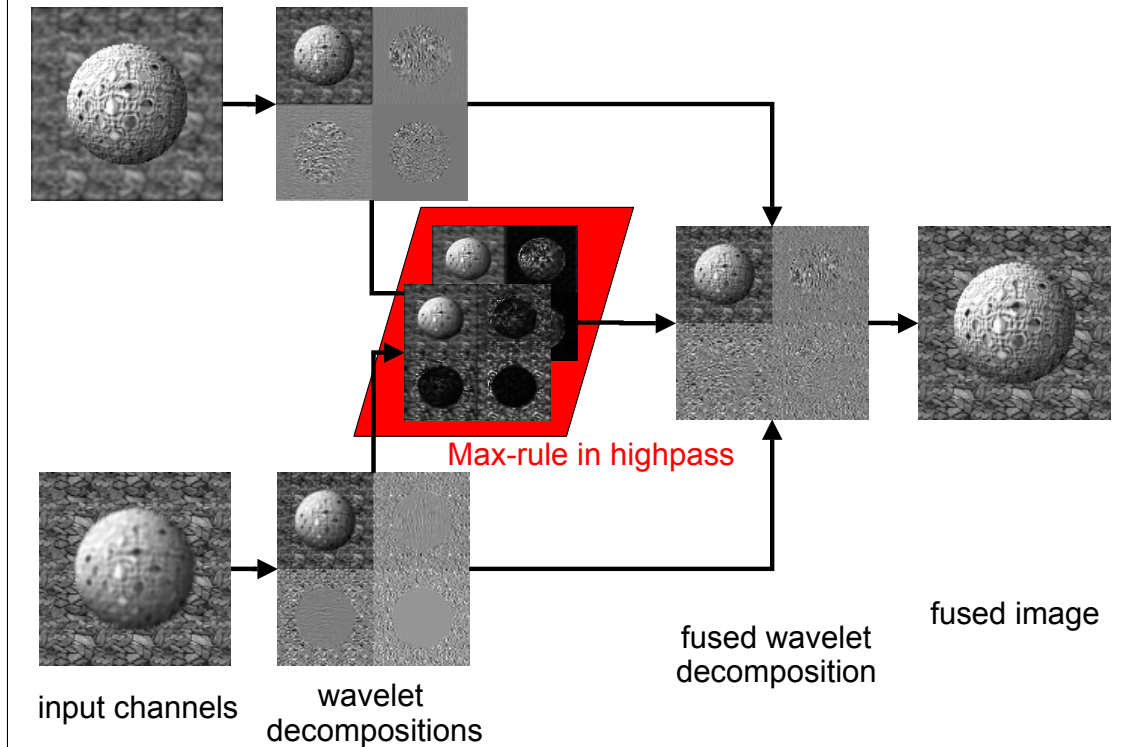 Max-rule in highpass
input channels
wavelet
decompositions
fused wavelet
decomposition
fused image